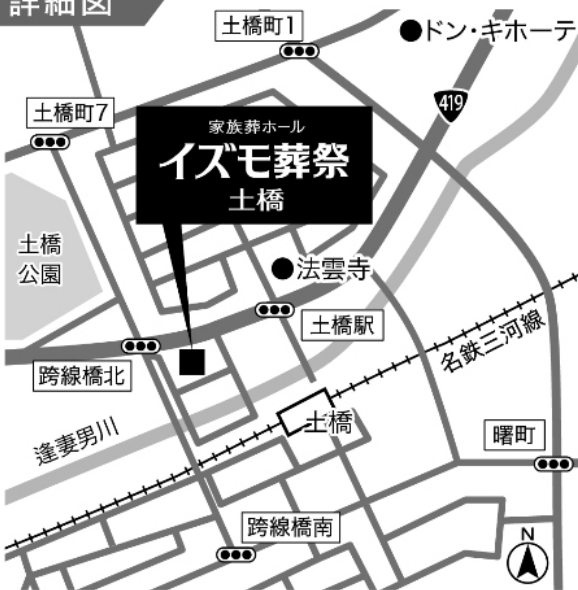 詳細図
土橋町1
●ドン・キホーテ
419
土橋町7
家族葬ホール
イズモ葬祭
土橋
土橋
公園
●法雲寺
土橋駅
跨線橋北
名鉄三河線
土橋
逢妻男川
曙町
跨線橋南
N